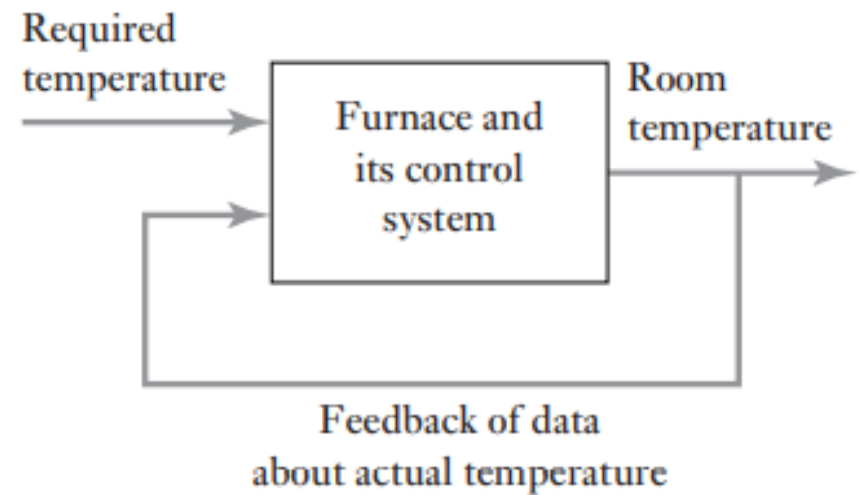 Required
temperature
Furnace and
its control
system
Room
temperature
Feedback of data
about actual temperature